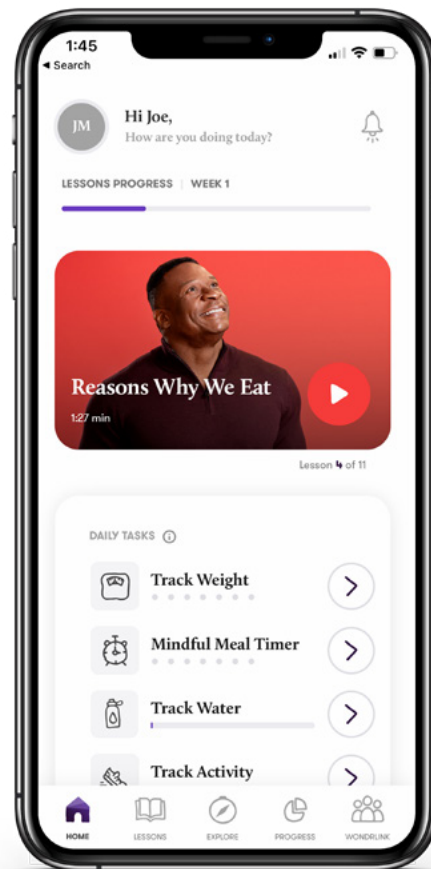 1:45
◄ Search
JM
Hi Joe,
How are you doing today?
LESSONS PROGRESS | WEEK 1
Reasons Why We Eat
1:27 min
Lesson 4 of 11
DAILY TASKS
Track Weight
Mindful Meal Timer
Track Water
Track Activity
HOME LESSONS EXPLORE PROGRESS WONDRLINK